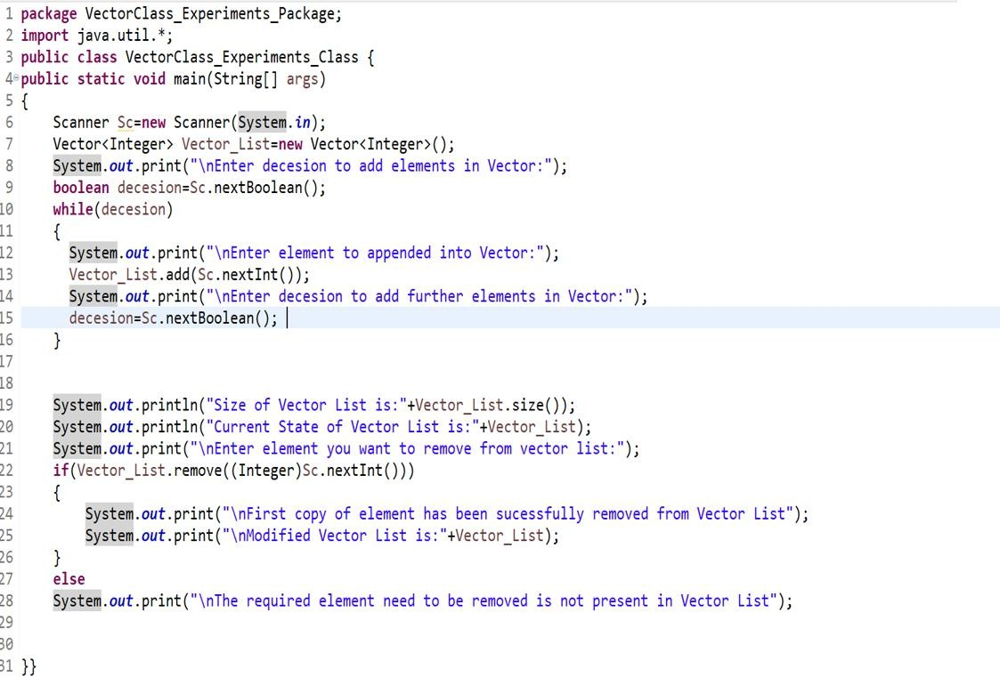 1 package VectorClass_Experiments_Package;
2 import java.util.*;
3 public class VectorClass_Experiments_Class {
4 public static void main(String[] args)
5 {
6     Scanner Sc=new Scanner(System.in);
7     Vector<Integer> Vector_List=new Vector<Integer>();
8     System.out.print("\nEnter decesion to add elements in Vector:");
9     boolean decesion=Sc.nextBoolean();
10     while(decesion)
11     {
12       System.out.print("\nEnter element to appended into Vector:");
13       Vector_List.add(Sc.nextInt());
14       System.out.print("\nEnter decesion to add further elements in Vector:");
15       decesion=Sc.nextBoolean();
16     }
17
18
19     System.out.println("Size of Vector List is:"+Vector_List.size());
20     System.out.println("Current State of Vector List is:"+Vector_List);
21     System.out.print("\nEnter element you want to remove from vector list:");
22     if(Vector_List.remove((Integer)Sc.nextInt()))
23     {
24         System.out.print("\nFirst copy of element has been sucessfully removed from Vector List");
25         System.out.print("\nModified Vector List is:"+Vector_List);
26     }
27     else
28     System.out.print("\nThe required element need to be removed is not present in Vector List");
29
30
31 }}